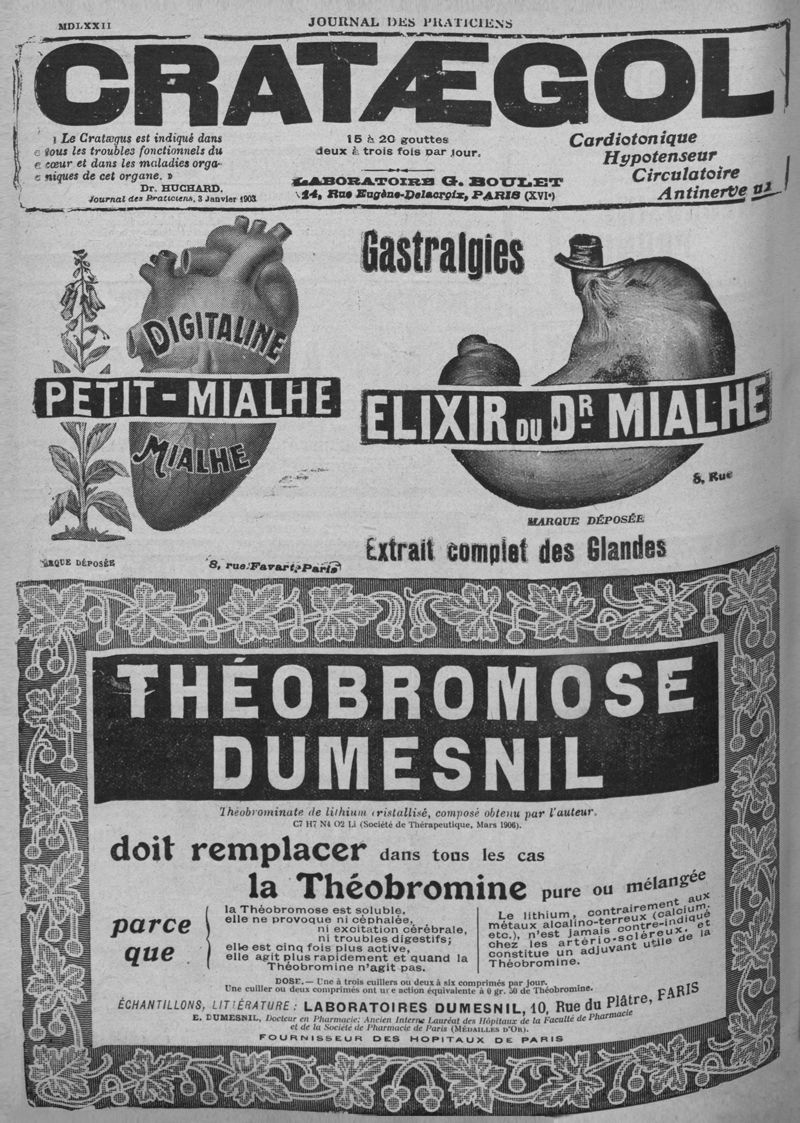 MDLXXII
JOURNAL DES PRATICIENS
CRATÆGOL
« Le Cratægus est indiqué dans
« tous les troubles fonctionnels du
« cœur et dans les maladies orga-
« niques de cet organe. »
Dr. HUCHARD.
Journal des Praticiens, 3 Janvier 1903
15 à 20 gouttes
deux à trois fois par jour.
LABORATOIRE G. BOULET
24, Rue Eugène-Delacroix, PARIS (XVIe)
Cardiotonique
Hypotenseur
Circulatoire
Antinerveux
DIGITALINE
PETIT-MIALHE
MIALHE
MARQUE DÉPOSÉE
8, rue Favart, Paris
Gastralgies
ELIXIR DU DR MIALHE
8, Rue
MARQUE DÉPOSÉE
Extrait complet des Glandes
THÉOBROMOSE
DUMESNIL
Théobrominate de lithium cristallisé, composé obtenu par l'auteur.
C7 H7 N4 O2 Li (Société de Thérapeutique, Mars 1906).
doit remplacer dans tous les cas
la Théobromine pure ou mélangée
parce
que
la Théobromose est soluble,
elle ne provoque ni céphalée,
ni excitation cérébrale,
ni troubles digestifs;
elle est cinq fois plus active,
elle agit plus rapidement et quand la
Théobromine n'agit pas.
Le lithium, contrairement aux
métaux alcalino-terreux (calcium,
etc.), n'est jamais contre-indiqué
chez les artério-scléreux, et
constitue un adjuvant utile de la
Théobromine.
DOSE. — Une à trois cuillers ou deux à six comprimés par jour.
Une cuiller ou deux comprimés ont une action équivalente à 0 gr. 50 de Théobromine.
ÉCHANTILLONS, LITTÉRATURE : LABORATOIRES DUMESNIL, 10, Rue du Plâtre, PARIS
E. DUMESNIL, Docteur en Pharmacie; Ancien Interne Lauréat des Hôpitaux de la Faculté de Pharmacie
et de la Société de Pharmacie de Paris (MÉDAILLES D'OR).
FOURNISSEUR DES HOPITAUX DE PARIS